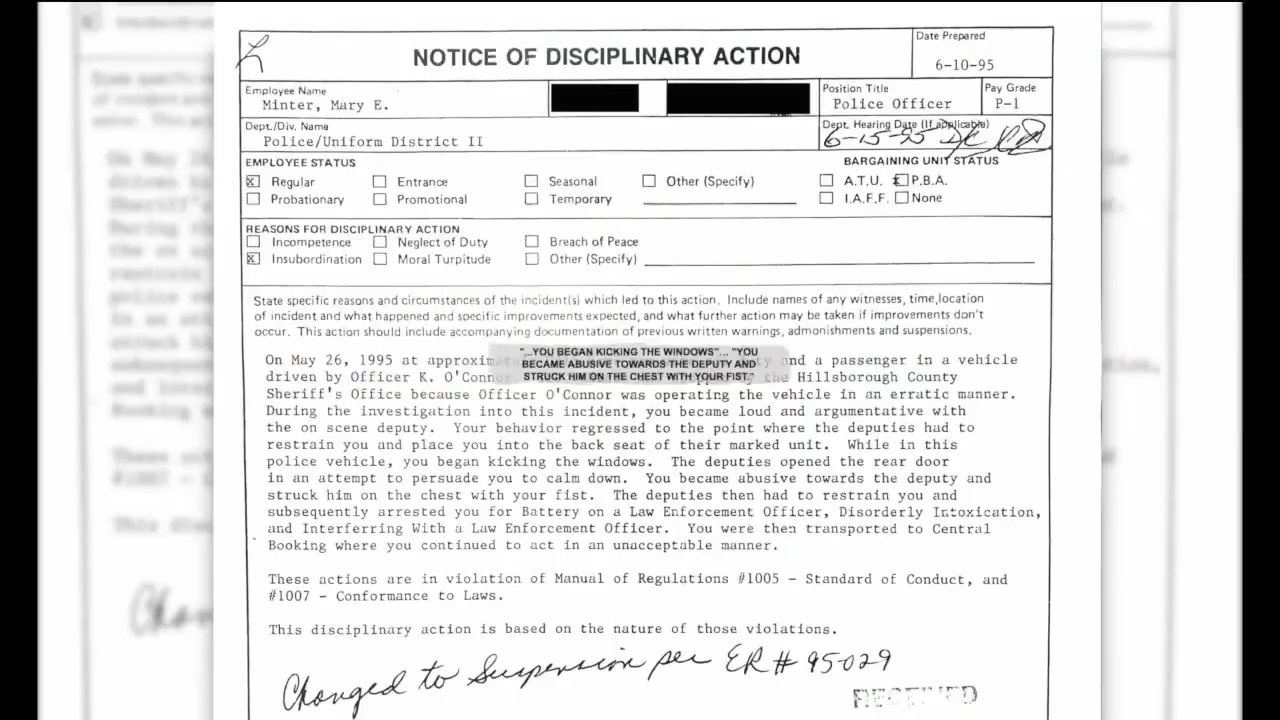 NOTICE OF DISCIPLINARY ACTION
Date Prepared
6-10-95
Employee Name
Minter, Mary E.
Position Title
Police Officer
Pay Grade
P-1
Dept./Div. Name
Police/Uniform District II
Dept. Hearing Date (If applicable)
6-15-95
EMPLOYEE STATUS
BARGAINING UNIT STATUS
x Regular Entrance Seasonal Other (Specify) A.T.U. x P.B.A.
Probationary Promotional Temporary I.A.F.F. None
REASONS FOR DISCIPLINARY ACTION
Incompetence Neglect of Duty Breach of Peace
x Insubordination Moral Turpitude Other (Specify)
State specific reasons and circumstances of the incident(s) which led to this action. Include names of any witnesses, time, location
of incident and what happened and specific improvements expected, and what further action may be taken if improvements don't
occur. This action should include accompanying documentation of previous written warnings, admonishments and suspensions.
"...YOU BEGAN KICKING THE WINDOWS"... "YOU
BECAME ABUSIVE TOWARDS THE DEPUTY AND
STRUCK HIM ON THE CHEST WITH YOUR FIST."
On May 26, 1995 at and a passenger in a vehicle
driven by Officer K. the Hillsborough County
Sheriff's Office because Officer O'Connor was operating the vehicle in an erratic manner.
During the investigation into this incident, you became loud and argumentative with
the on scene deputy. Your behavior regressed to the point where the deputies had to
restrain you and place you into the back seat of their marked unit. While in this
police vehicle, you began kicking the windows. The deputies opened the rear door
in an attempt to persuade you to calm down. You became abusive towards the deputy and
struck him on the chest with your fist. The deputies then had to restrain you and
subsequently arrested you for Battery on a Law Enforcement Officer, Disorderly Intoxication,
and Interferring With a Law Enforcement Officer. You were then transported to Central
Booking where you continued to act in an unacceptable manner.
These actions are in violation of Manual of Regulations #1005 - Standard of Conduct, and
#1007 - Conformance to Laws.
This disciplinary action is based on the nature of those violations.
Changed to Suspension per ER# 95-029
RECEIVED